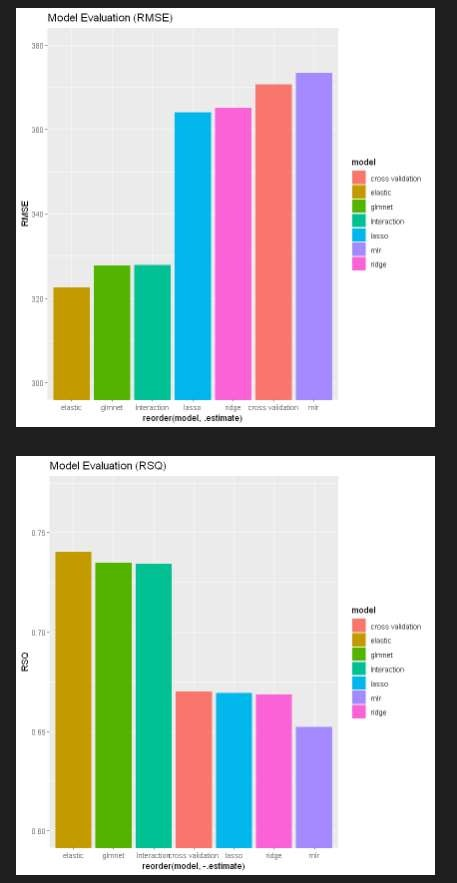 Model Evaluation (RMSE)
380
360
340
320
300
RMSE
elastic glmnet interaction lasso ridge cross validation mlr
reorder(model, .estimate)
model
cross validation
elastic
glmnet
interaction
lasso
mlr
ridge
Model Evaluation (RSQ)
0.75
0.70
0.65
0.60
RSQ
elastic glmnet interaction cross validation lasso ridge mlr
reorder(model, -.estimate)
model
cross validation
elastic
glmnet
interaction
lasso
mlr
ridge